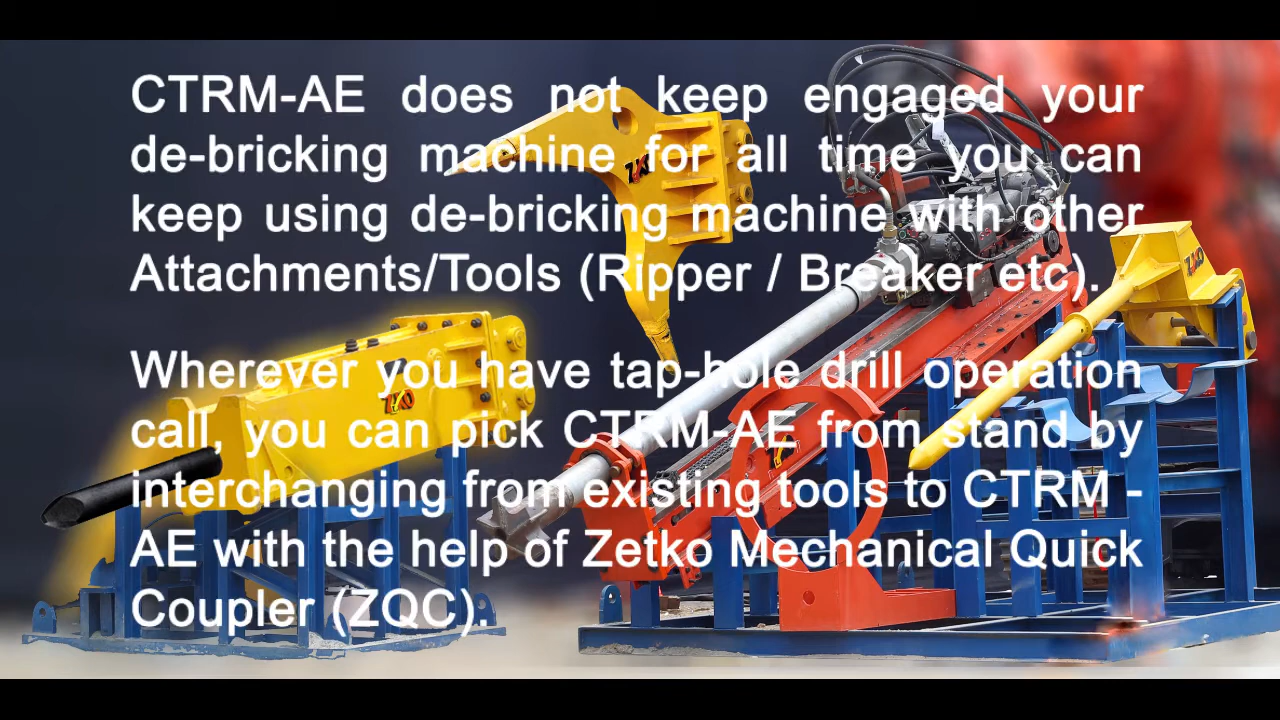 CTRM-AE does not keep engaged your
de-bricking machine for all time you can
keep using de-bricking machine with other
Attachments/Tools (Ripper / Breaker etc).
Wherever you have tap-hole drill operation
call, you can pick CTRM-AE from stand by
interchanging from existing tools to CTRM -
AE with the help of Zetko Mechanical Quick
Coupler (ZQC).